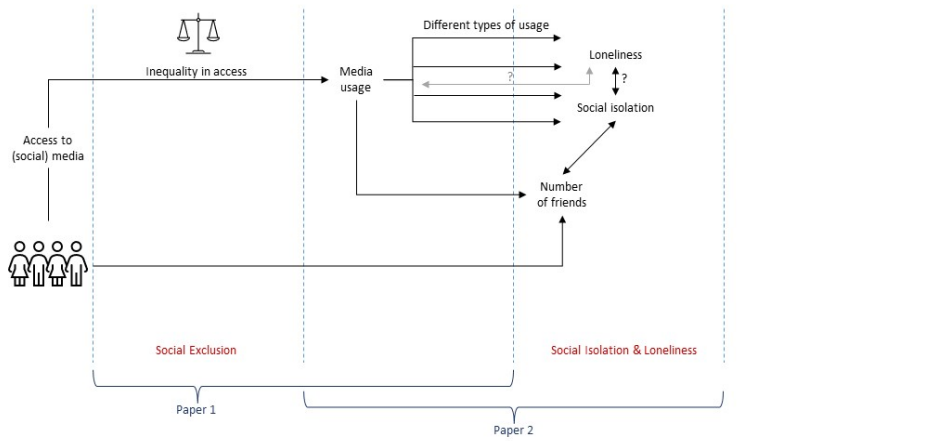 Different types of usage
Loneliness
Inequality in access
Media
usage
?
?
Social isolation
Access to
(social) media
Number
of friends
Social Exclusion
Social Isolation & Loneliness
Paper 1
Paper 2